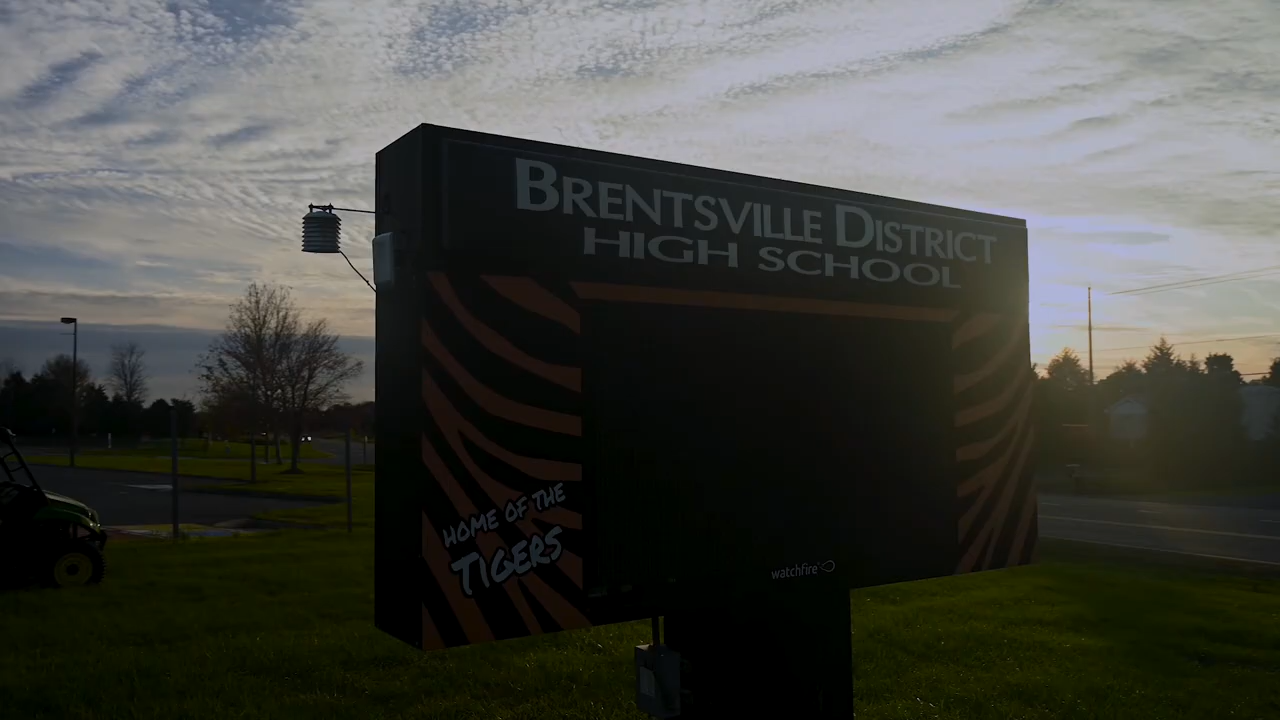 BRENTSVILLE DISTRICT
HIGH SCHOOL
HOME OF THE
TIGERS
watchfire